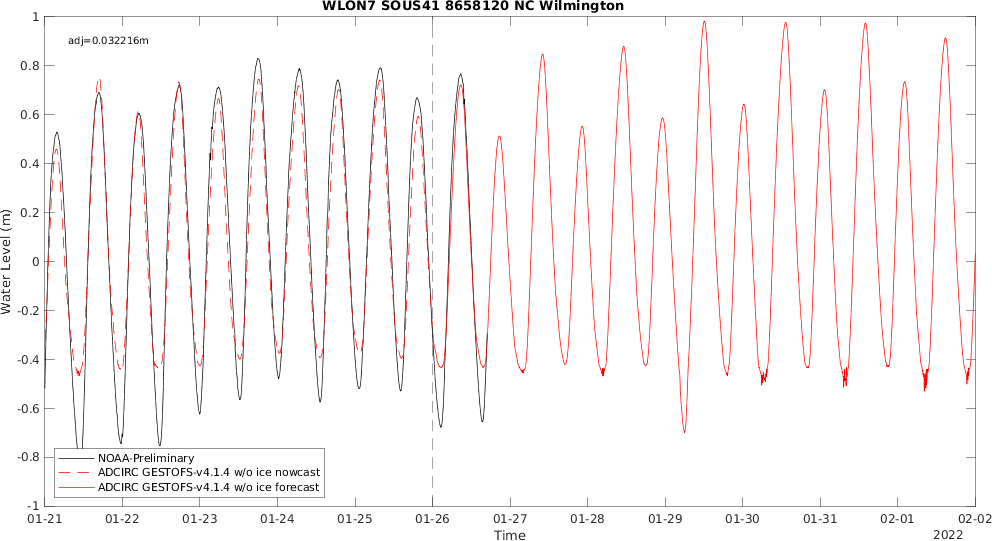 WLON7 SOUS41 8658120 NC Wilmington
adj=0.032216m
1
0.8
0.6
0.4
0.2
0
-0.2
-0.4
-0.6
-0.8
-1
Water Level (m)
NOAA-Preliminary
ADCIRC GESTOFS-v4.1.4 w/o ice nowcast
ADCIRC GESTOFS-v4.1.4 w/o ice forecast
01-21 01-22 01-23 01-24 01-25 01-26 01-27 01-28 01-29 01-30 01-31 02-01 02-02
Time
2022